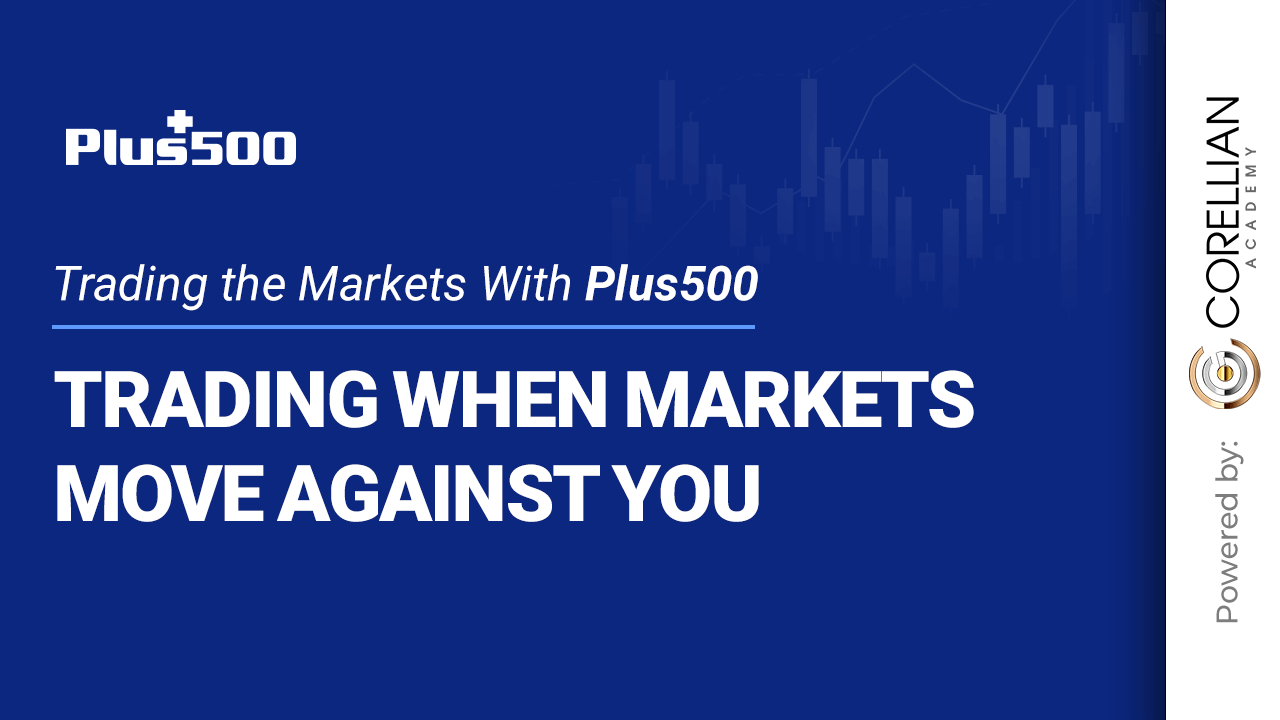 Plus500
Trading the Markets With Plus500
TRADING WHEN MARKETS
MOVE AGAINST YOU
Powered by:
CORELLIAN
ACADEMY